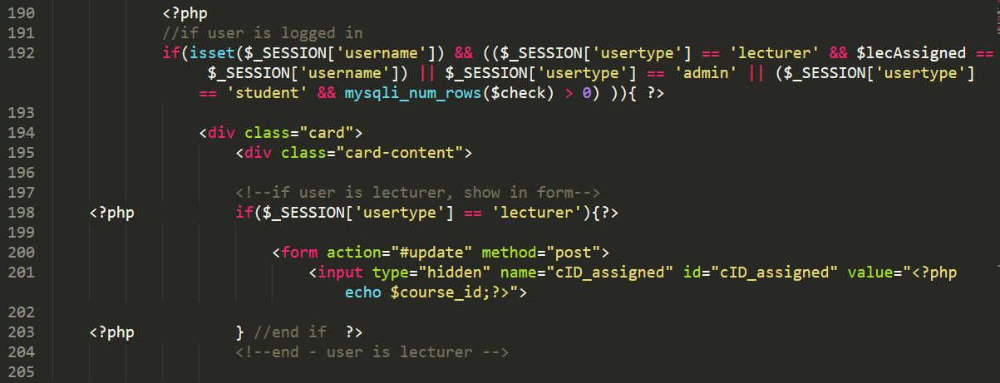 190 <?php
191 //if user is logged in
192 if(isset($_SESSION['username']) && (($_SESSION['usertype'] == 'lecturer' && $lecAssigned ==
$_SESSION['username']) || $_SESSION['usertype'] == 'admin' || ($_SESSION['usertype']
== 'student' && mysqli_num_rows($check) > 0) )){ ?>
193
194 <div class="card">
195 <div class="card-content">
196
197 <!--if user is lecturer, show in form-->
198 <?php if($_SESSION['usertype'] == 'lecturer'){?>
199
200 <form action="#update" method="post">
201 <input type="hidden" name="cID_assigned" id="cID_assigned" value="<?php
echo $course_id;?>">
202
203 <?php } //end if ?>
204 <!--end - user is lecturer -->
205